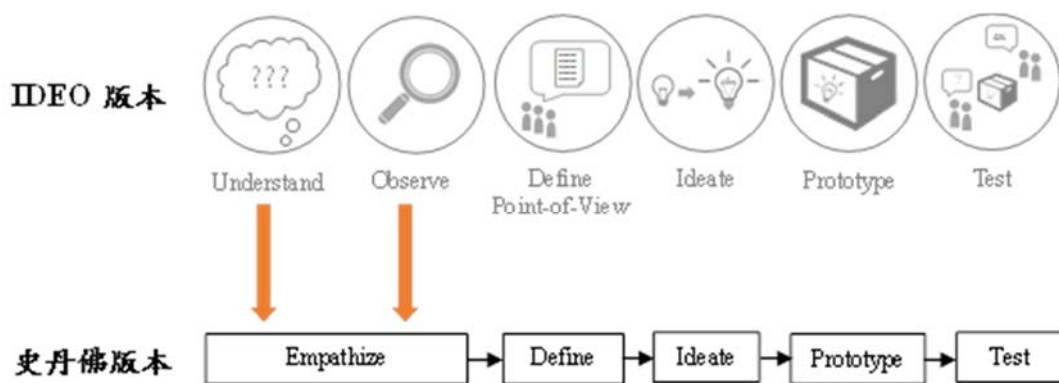 IDEO 版本
???
Understand
Observe
Define
Point-of-View
Ideate
Prototype
Test
史丹佛版本
Empathize
Define
Ideate
Prototype
Test